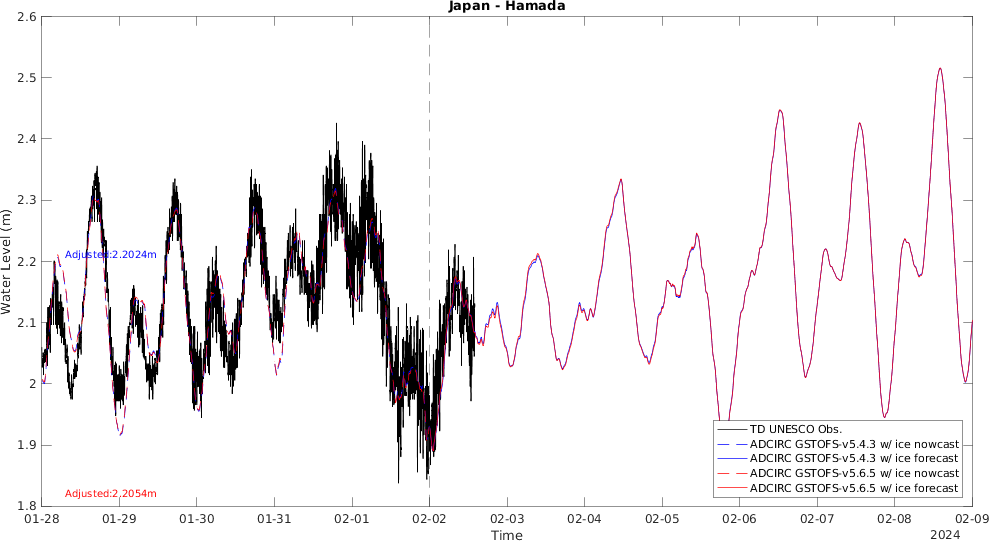 Japan - Hamada
2.6
2.5
2.4
2.3
2.2
2.1
2
1.9
1.8
Water Level (m)
Adjusted:2.2024m
Adjusted:2.2054m
TD UNESCO Obs.
ADCIRC GSTOFS-v5.4.3 w/ ice nowcast
ADCIRC GSTOFS-v5.4.3 w/ ice forecast
ADCIRC GSTOFS-v5.6.5 w/ ice nowcast
ADCIRC GSTOFS-v5.6.5 w/ ice forecast
01-28 01-29 01-30 01-31 02-01 02-02 02-03 02-04 02-05 02-06 02-07 02-08 02-09
Time
2024